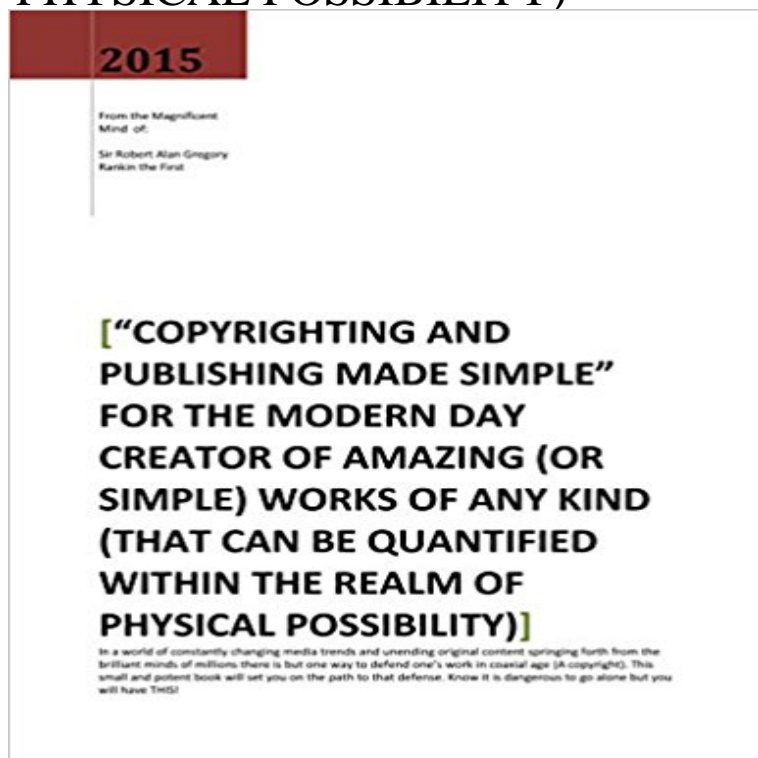 PHYSICAL POSSIBILITY)
2015
From the Magnificent
Mind of:
Sir Robert Alan Gregory
Rankin the First
[“COPYRIGHTING AND
PUBLISHING MADE SIMPLE”
FOR THE MODERN DAY
CREATOR OF AMAZING (OR
SIMPLE) WORKS OF ANY KIND
(THAT CAN BE QUANTIFIED
WITHIN THE REALM OF
PHYSICAL POSSIBILITY)]
In a world of constantly changing media trends and unending original content springing forth from the
brilliant minds of millions there is but one way to defend one's work in coaxial age (A copyright). This
small and potent book will set you on the path to that defense. Know it is dangerous to go alone but you
will have THIS!